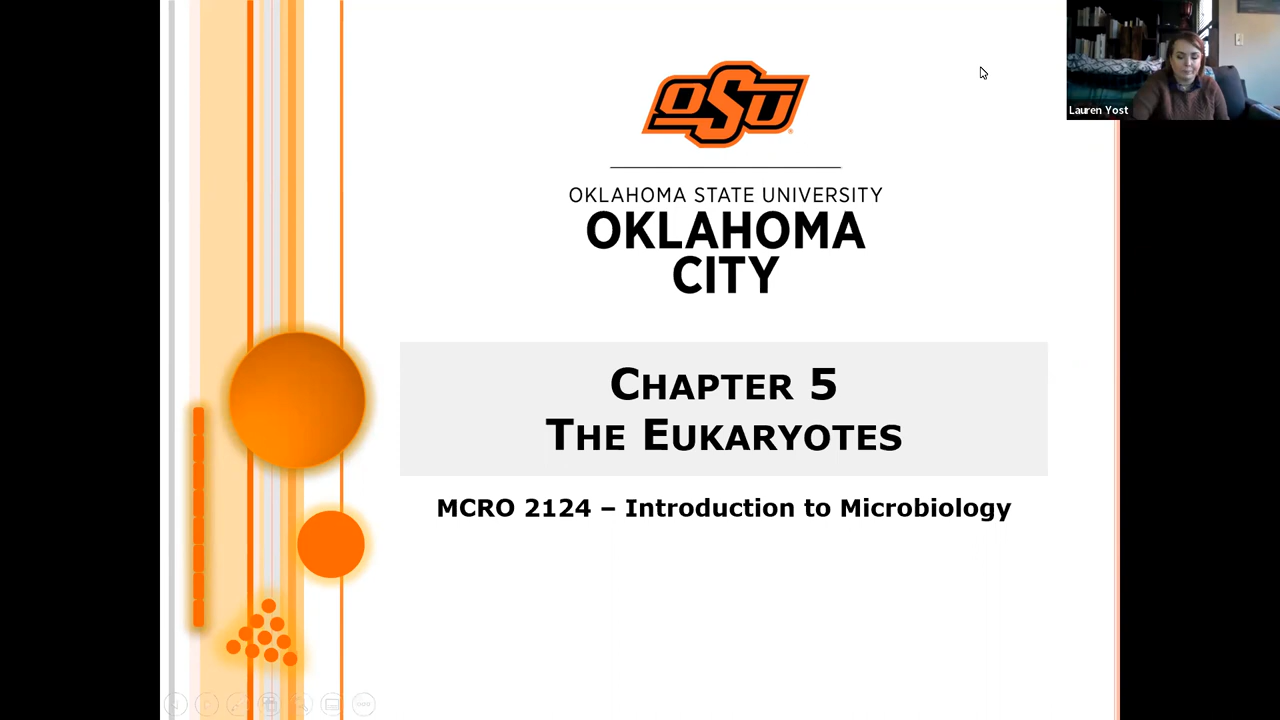 OSU
Lauren Yost
OKLAHOMA STATE UNIVERSITY
OKLAHOMA
CITY
CHAPTER 5
THE EUKARYOTES
MCRO 2124 – Introduction to Microbiology